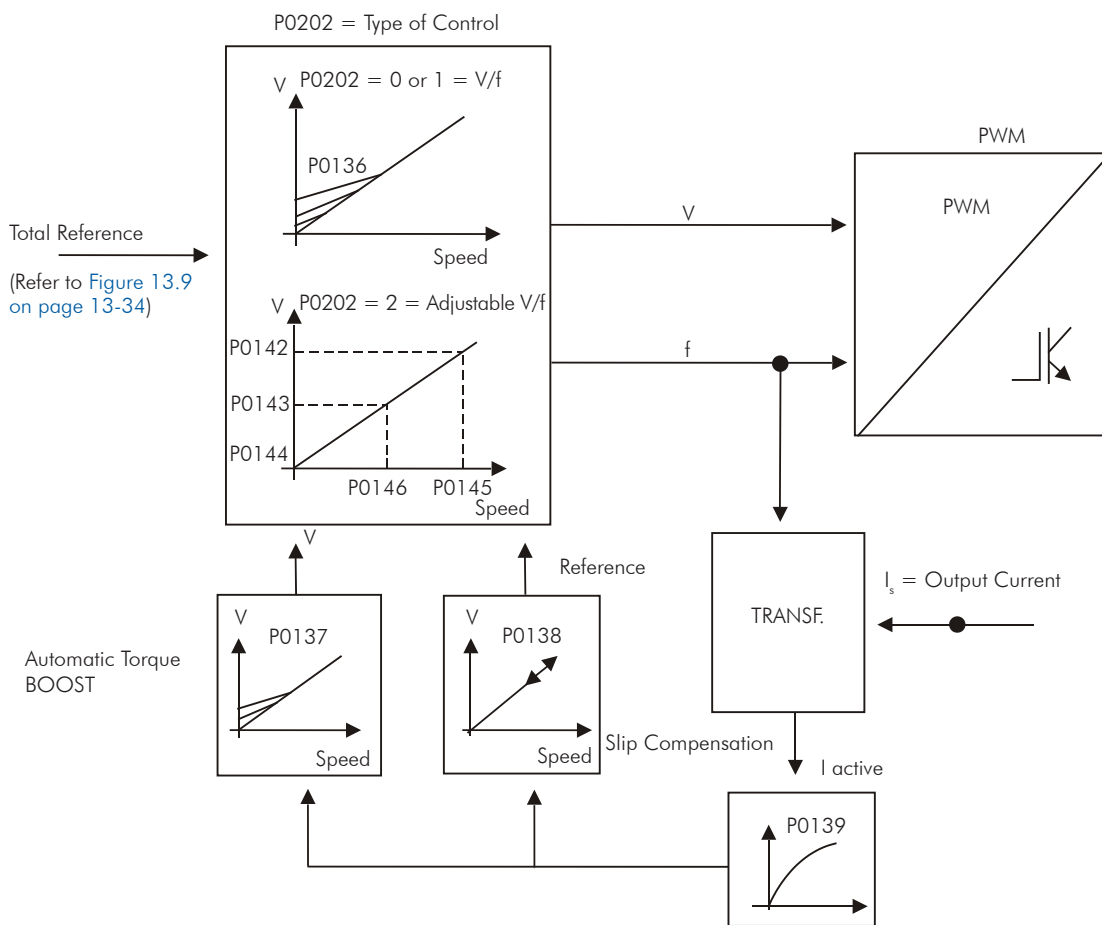 P0202 = Type of Control
V
P0202 = 0 or 1 = V/f
P0136
Speed
Total Reference
(Refer to Figure 13.9
on page 13-34)
V
P0202 = 2 = Adjustable V/f
P0142
P0143
P0144
P0146
P0145
Speed
V
f
PWM
PWM
V
Reference
TRANSF.
I_s = Output Current
Automatic Torque
BOOST
V
P0137
Speed
V
P0138
Speed
Slip Compensation
I active
P0139